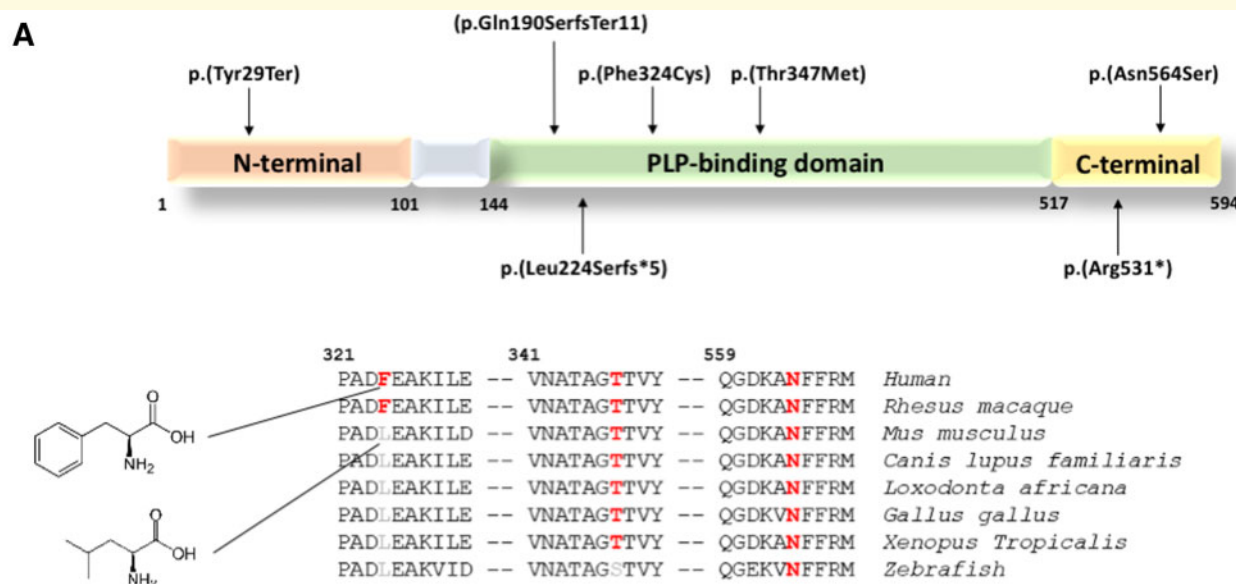 A
(p.Gln190SerfsTer11)
p.(Tyr29Ter) p.(Phe324Cys) p.(Thr347Met) p.(Asn564Ser)
N-terminal PLP-binding domain C-terminal
1 101 144 517 594
p.(Leu224Serfs*5) p.(Arg531*)
321 341 559
PADFEAKILE -- VNATAGTTVY -- QGDKANFFRM Human
PADFEAKILE -- VNATAGTTVY -- QGDKANFFRM Rhesus macaque
PADLEAKILD -- VNATAGTTVY -- QGDKANFFRM Mus musculus
PADLEAKILE -- VNATAGTTVY -- QGDKANFFRM Canis lupus familiaris
PADLEAKILE -- VNATAGTTVY -- QGDKANFFRM Loxodonta africana
PADLEAKILE -- VNATAGTTVY -- QGDKVNFFRM Gallus gallus
PADLEAKILE -- VNATAGTTVY -- QGDKANFFRM Xenopus Tropicalis
PADLEAKVID -- VNATAGSTVY -- QGEKVNFFRM Zebrafish
O
OH
NH2
O
OH